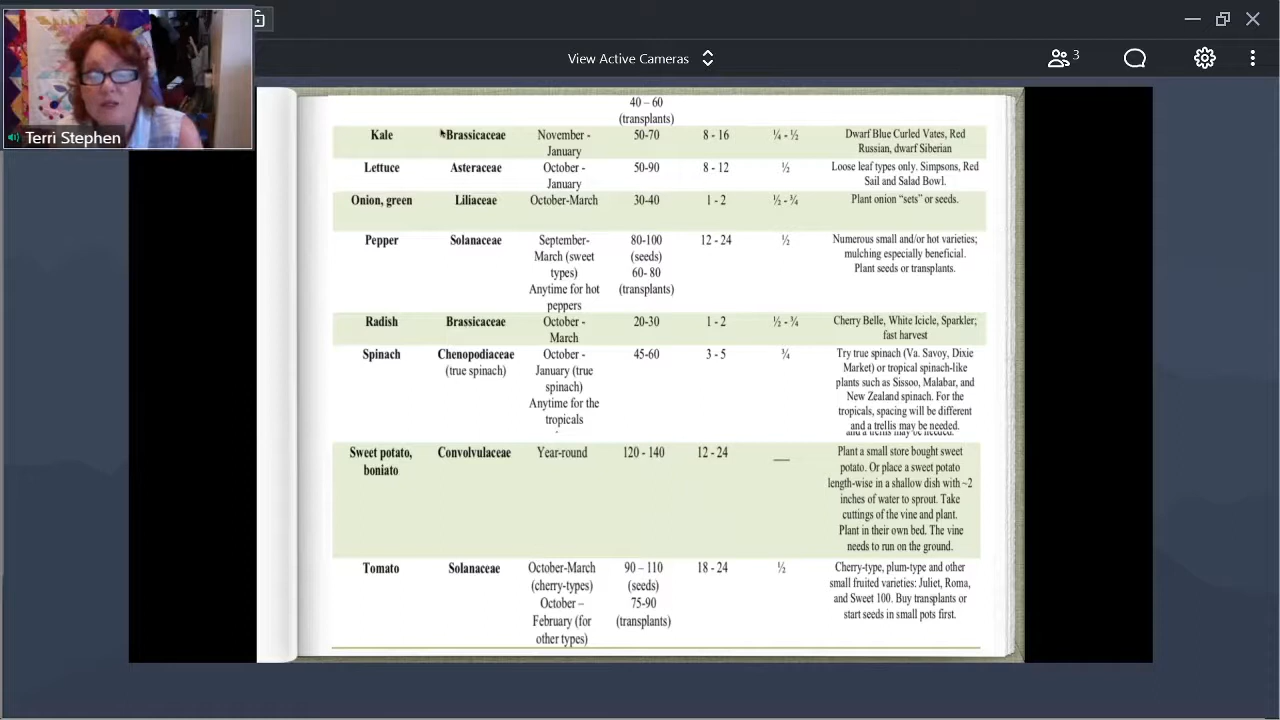 View Active Cameras
3
Terri Stephen
40 – 60
(transplants)
Kale Brassicaceae November - January 50-70 8 - 16 ¼ - ½ Dwarf Blue Curled Vates, Red Russian, dwarf Siberian
Lettuce Asteraceae October - January 50-90 8 - 12 ½ Loose leaf types only. Simpsons, Red Sail and Salad Bowl.
Onion, green Liliaceae October-March 30-40 1 - 2 ½ - ¾ Plant onion “sets” or seeds.
Pepper Solanaceae September-March (sweet types) Anytime for hot peppers 80-100 (seeds) 60- 80 (transplants) 12 - 24 ½ Numerous small and/or hot varieties; mulching especially beneficial. Plant seeds or transplants.
Radish Brassicaceae October - March 20-30 1 - 2 ½ - ¾ Cherry Belle, White Icicle, Sparkler; fast harvest
Spinach Chenopodiaceae (true spinach) October - January (true spinach) Anytime for the tropicals 45-60 3 - 5 ¾ Try true spinach (Va. Savoy, Dixie Market) or tropical spinach-like plants such as Sissoo, Malabar, and New Zealand spinach. For the tropicals, spacing will be different and a trellis may be needed.
and a trellis may be needed.
Sweet potato, boniato Convolvulaceae Year-round 120 - 140 12 - 24 __ Plant a small store bought sweet potato. Or place a sweet potato length-wise in a shallow dish with ~2 inches of water to sprout. Take cuttings of the vine and plant. Plant in their own bed. The vine needs to run on the ground.
Tomato Solanaceae October-March (cherry-types) October – February (for other types) 90 – 110 (seeds) 75-90 (transplants) 18 - 24 ½ Cherry-type, plum-type and other small fruited varieties: Juliet, Roma, and Sweet 100. Buy transplants or start seeds in small pots first.